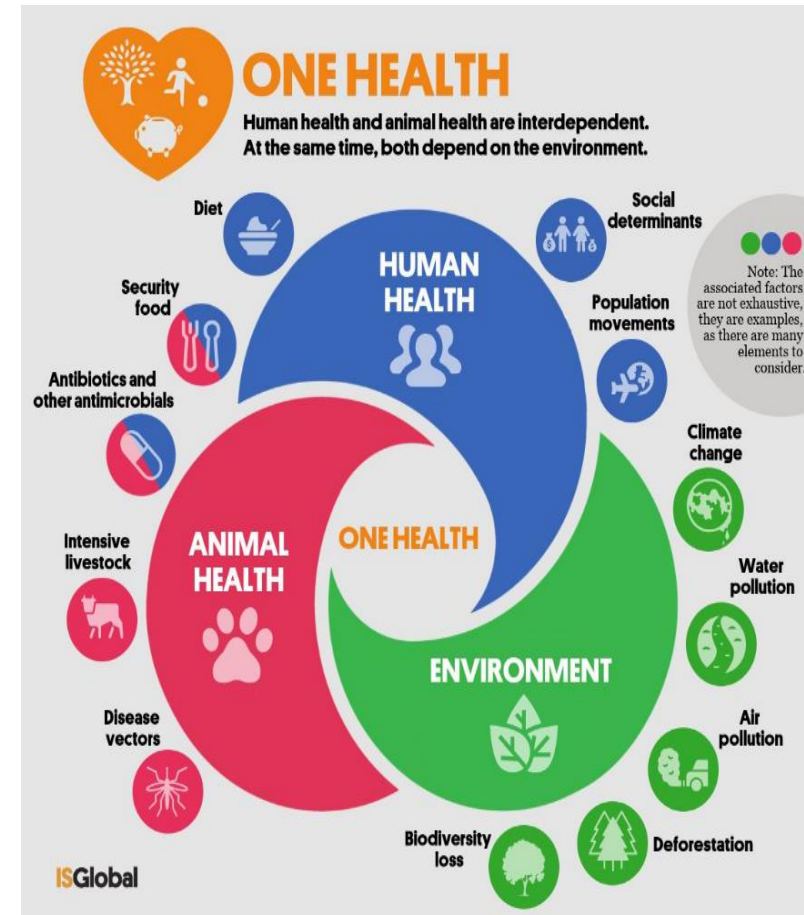 ONE HEALTH
Human health and animal health are interdependent.
At the same time, both depend on the environment.
Diet
Social
determinants
Note: The
associated factors
are not exhaustive,
they are examples,
as there are many
elements to
consider.
HUMAN
HEALTH
Security
food
Population
movements
Antibiotics and
other antimicrobials
Climate
change
ONE HEALTH
ANIMAL
HEALTH
Intensive
livestock
Water
pollution
ENVIRONMENT
Disease
vectors
Air
pollution
Biodiversity
loss
Deforestation
ISGlobal